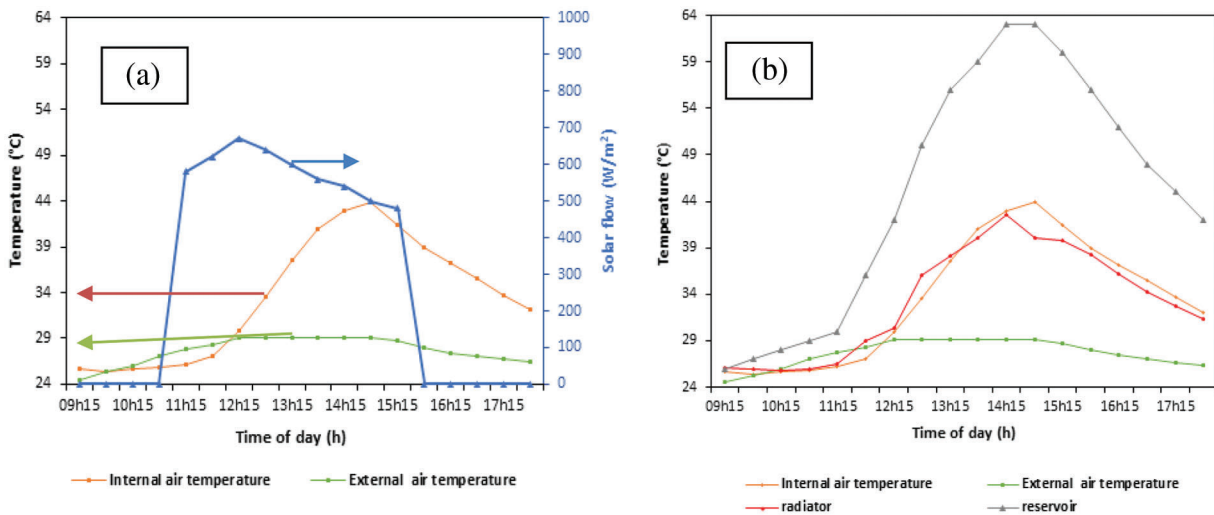 (a)
Temperature (°C)
64
59
54
49
44
39
34
29
24
1000
900
800
700
600
500
400
300
200
100
0
Solar flow (W/m²)
09h15 10h15 11h15 12h15 13h15 14h15 15h15 16h15 17h15
Time of day (h)
Internal air temperature External air temperature
(b)
Temperature (°C)
64
59
54
49
44
39
34
29
24
09h15 10h15 11h15 12h15 13h15 14h15 15h15 16h15 17h15
Time of day (h)
Internal air temperature External air temperature
radiator reservoir